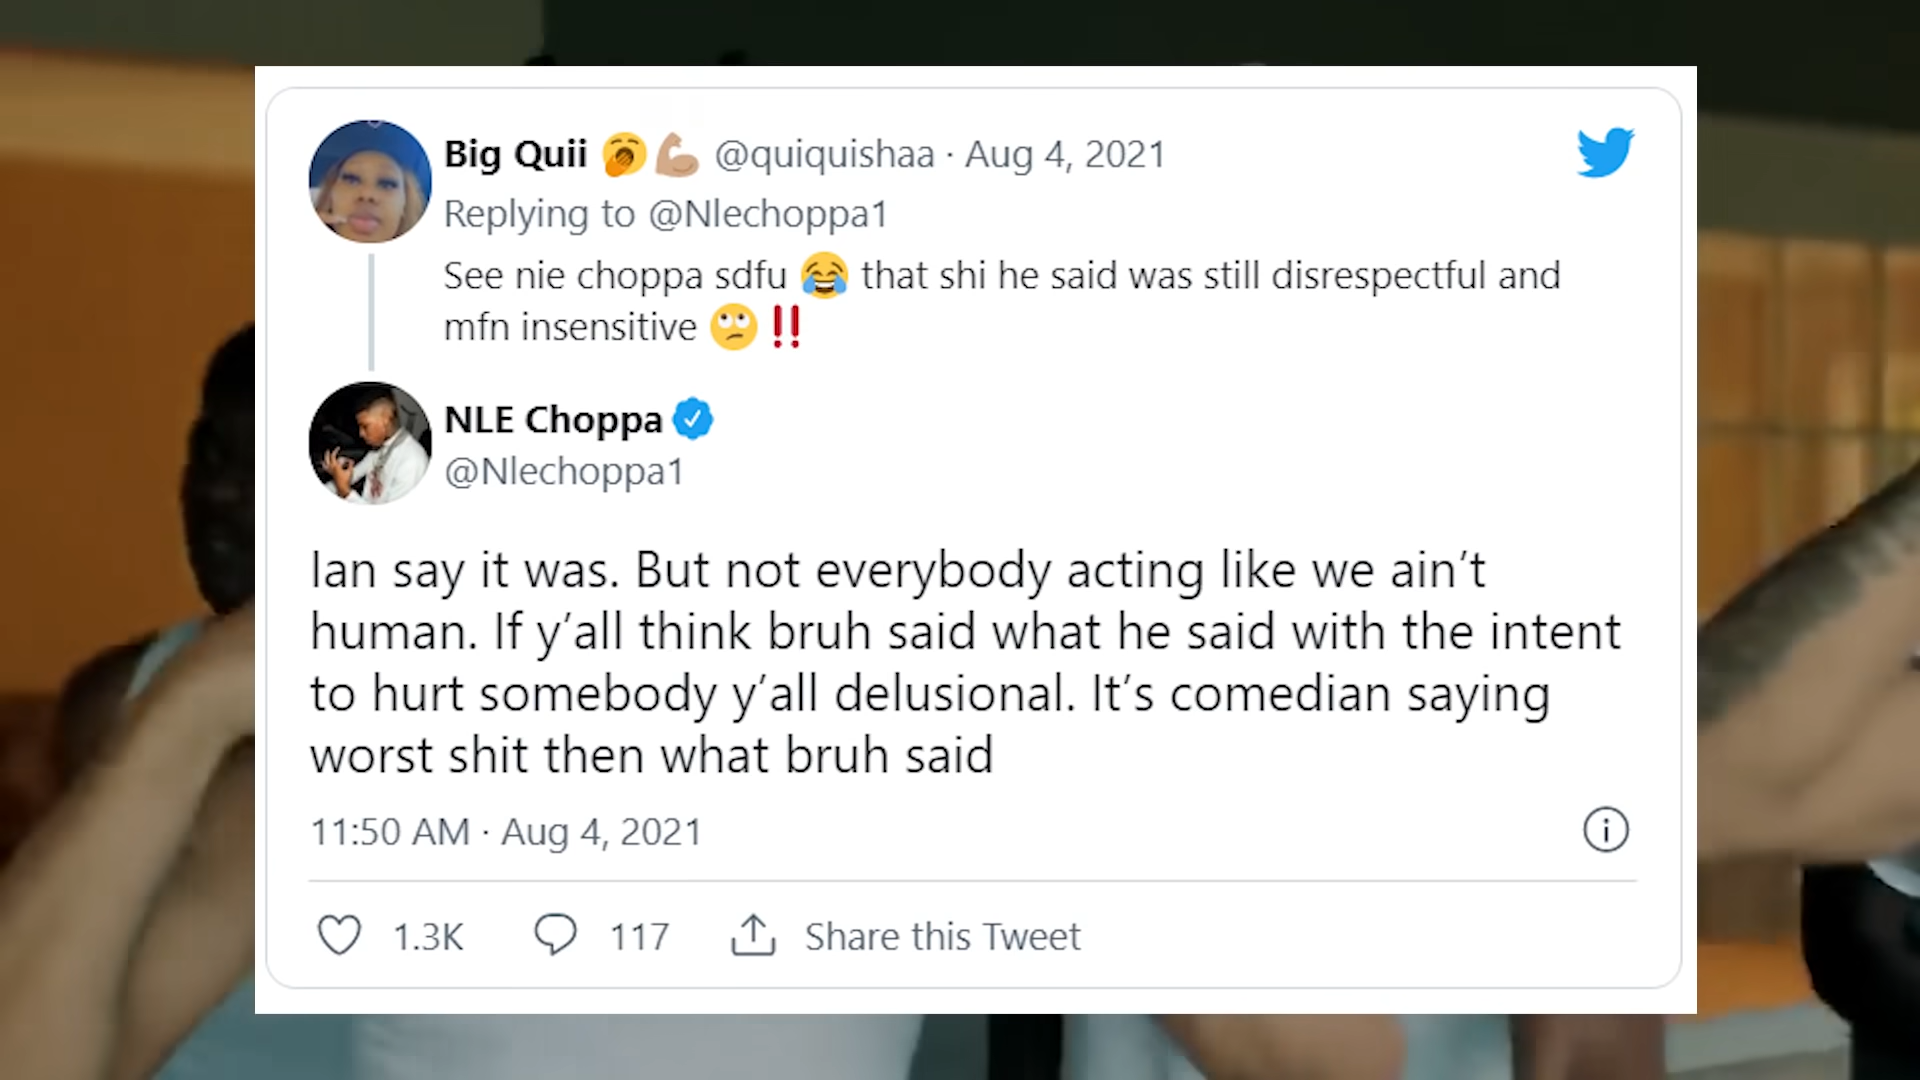 Big Quii 🥱💪🏽 @quiquishaa · Aug 4, 2021
Replying to @Nlechoppa1
See nie choppa sdfu 😂 that shi he said was still disrespectful and
mfn insensitive 🙄‼️
NLE Choppa
@Nlechoppa1
Ian say it was. But not everybody acting like we ain’t
human. If y’all think bruh said what he said with the intent
to hurt somebody y’all delusional. It’s comedian saying
worst shit then what bruh said
11:50 AM · Aug 4, 2021
1.3K 117 Share this Tweet